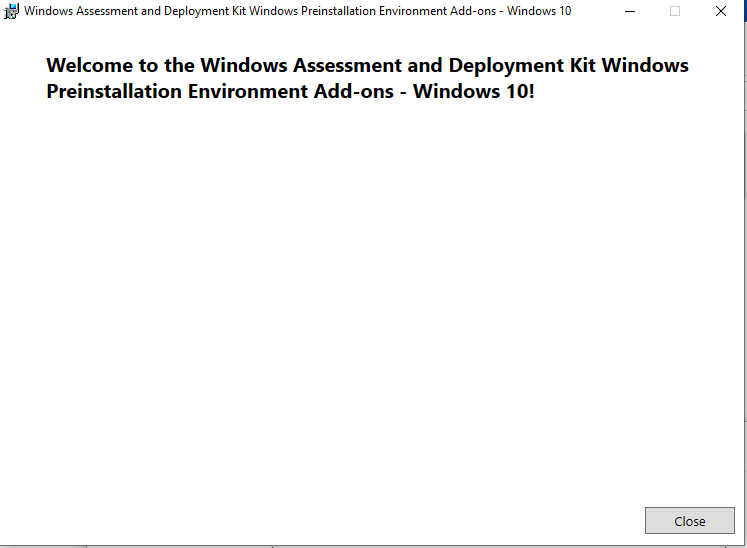 Windows Assessment and Deployment Kit Windows Preinstallation Environment Add-ons - Windows 10
Welcome to the Windows Assessment and Deployment Kit Windows
Preinstallation Environment Add-ons - Windows 10!
Close